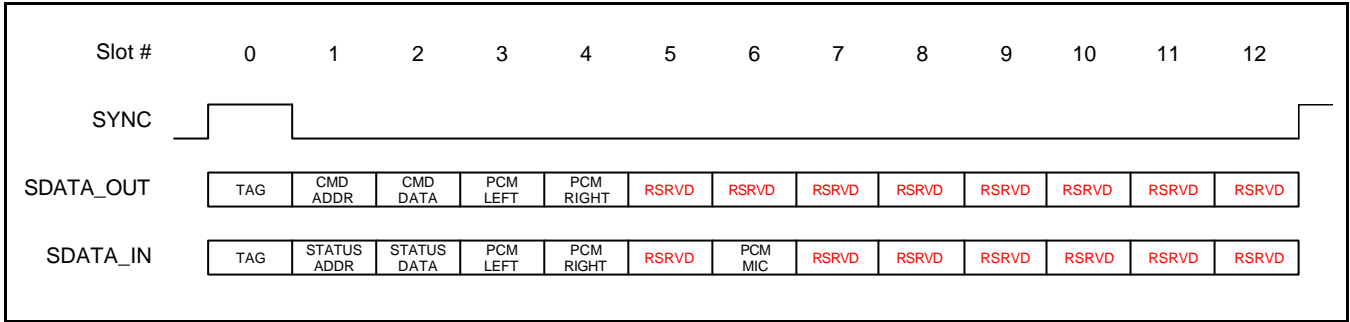 Slot # 0 1 2 3 4 5 6 7 8 9 10 11 12
SYNC
SDATA_OUT TAG CMD ADDR CMD DATA PCM LEFT PCM RIGHT RSRVD RSRVD RSRVD RSRVD RSRVD RSRVD RSRVD RSRVD
SDATA_IN TAG STATUS ADDR STATUS DATA PCM LEFT PCM RIGHT RSRVD PCM MIC RSRVD RSRVD RSRVD RSRVD RSRVD RSRVD